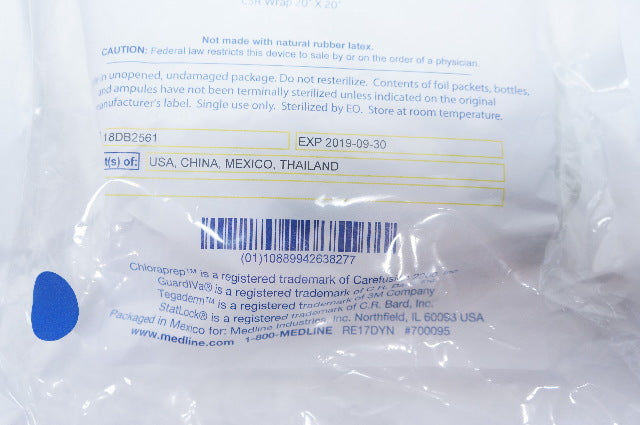 CSR Wrap 20" X 20"
Not made with natural rubber latex.
CAUTION: Federal law restricts this device to sale by or on the order of a physician.
in unopened, undamaged package. Do not resterilize. Contents of foil packets, bottles,
and ampules have not been terminally sterilized unless indicated on the original
manufacturer's label. Single use only. Sterilized by EO. Store at room temperature.
18DB2561
EXP 2019-09-30
t(s) of: USA, CHINA, MEXICO, THAILAND
(01)10889942638277
Chloraprep™ is a registered trademark of Carefusion
GuardIVa® is a registered trademark of C.R. Bard
Tegaderm™ is a registered trademark of 3M Company
StatLock® is a registered trademark of C.R. Bard, Inc.
Packaged in Mexico for: Medline Industries, Inc. Northfield, IL 60093 USA
www.medline.com 1-800-MEDLINE RE17DYN #700095